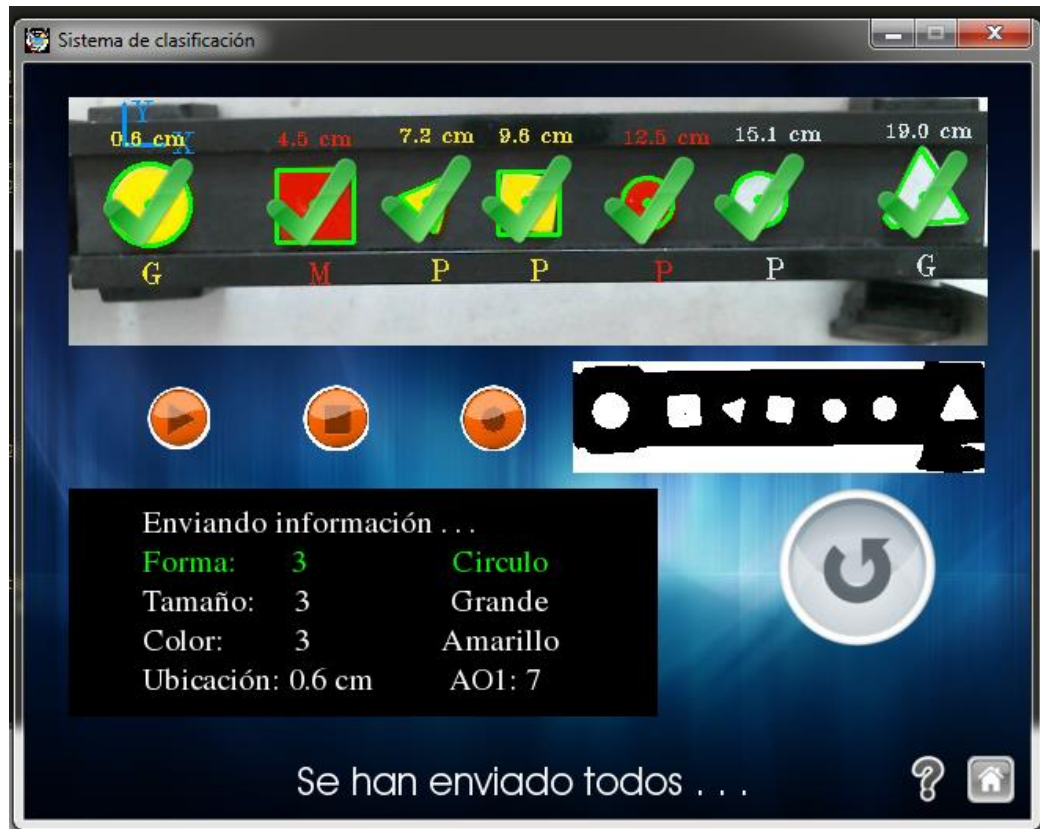 Sistema de clasificación
Y
X
0.6 cm 4.5 cm 7.2 cm 9.6 cm 12.5 cm 15.1 cm 19.0 cm
G M P P P P G
Enviando información . . .
Forma: 3 Circulo
Tamaño: 3 Grande
Color: 3 Amarillo
Ubicación: 0.6 cm AO1: 7
Se han enviado todos . . .
?